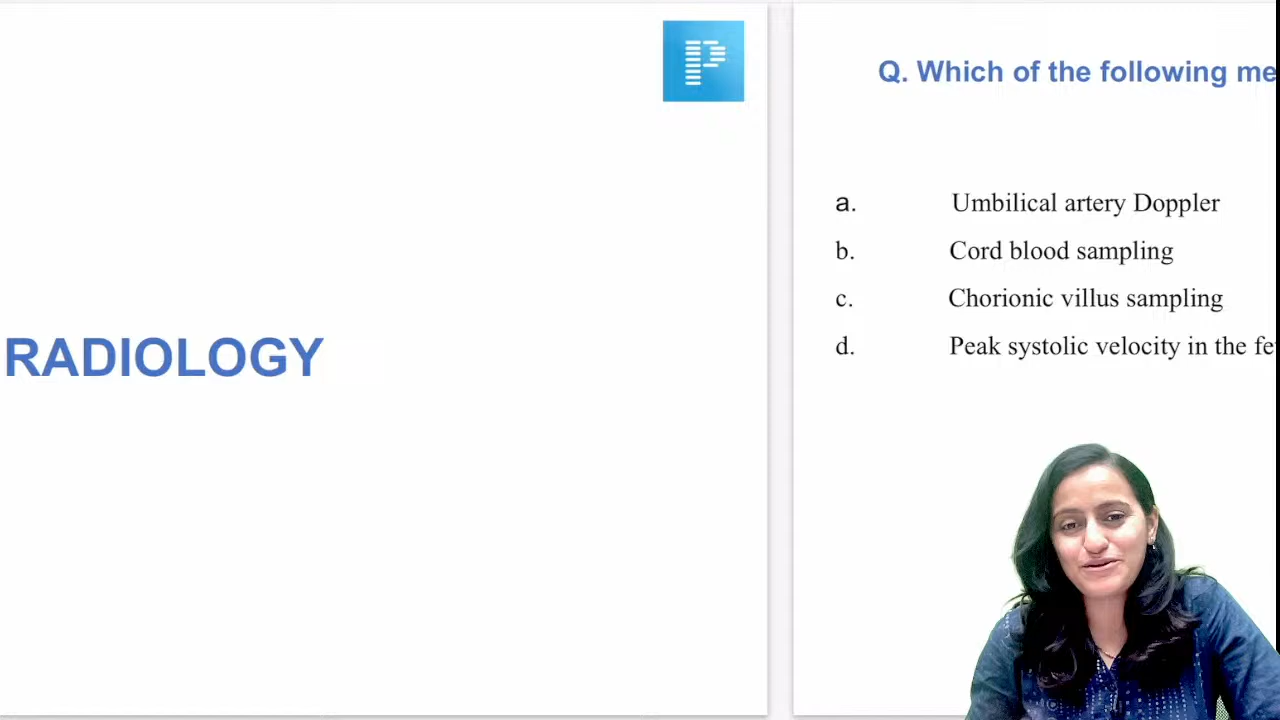 P
RADIOLOGY
Q. Which of the following me
a. Umbilical artery Doppler
b. Cord blood sampling
c. Chorionic villus sampling
d. Peak systolic velocity in the fe